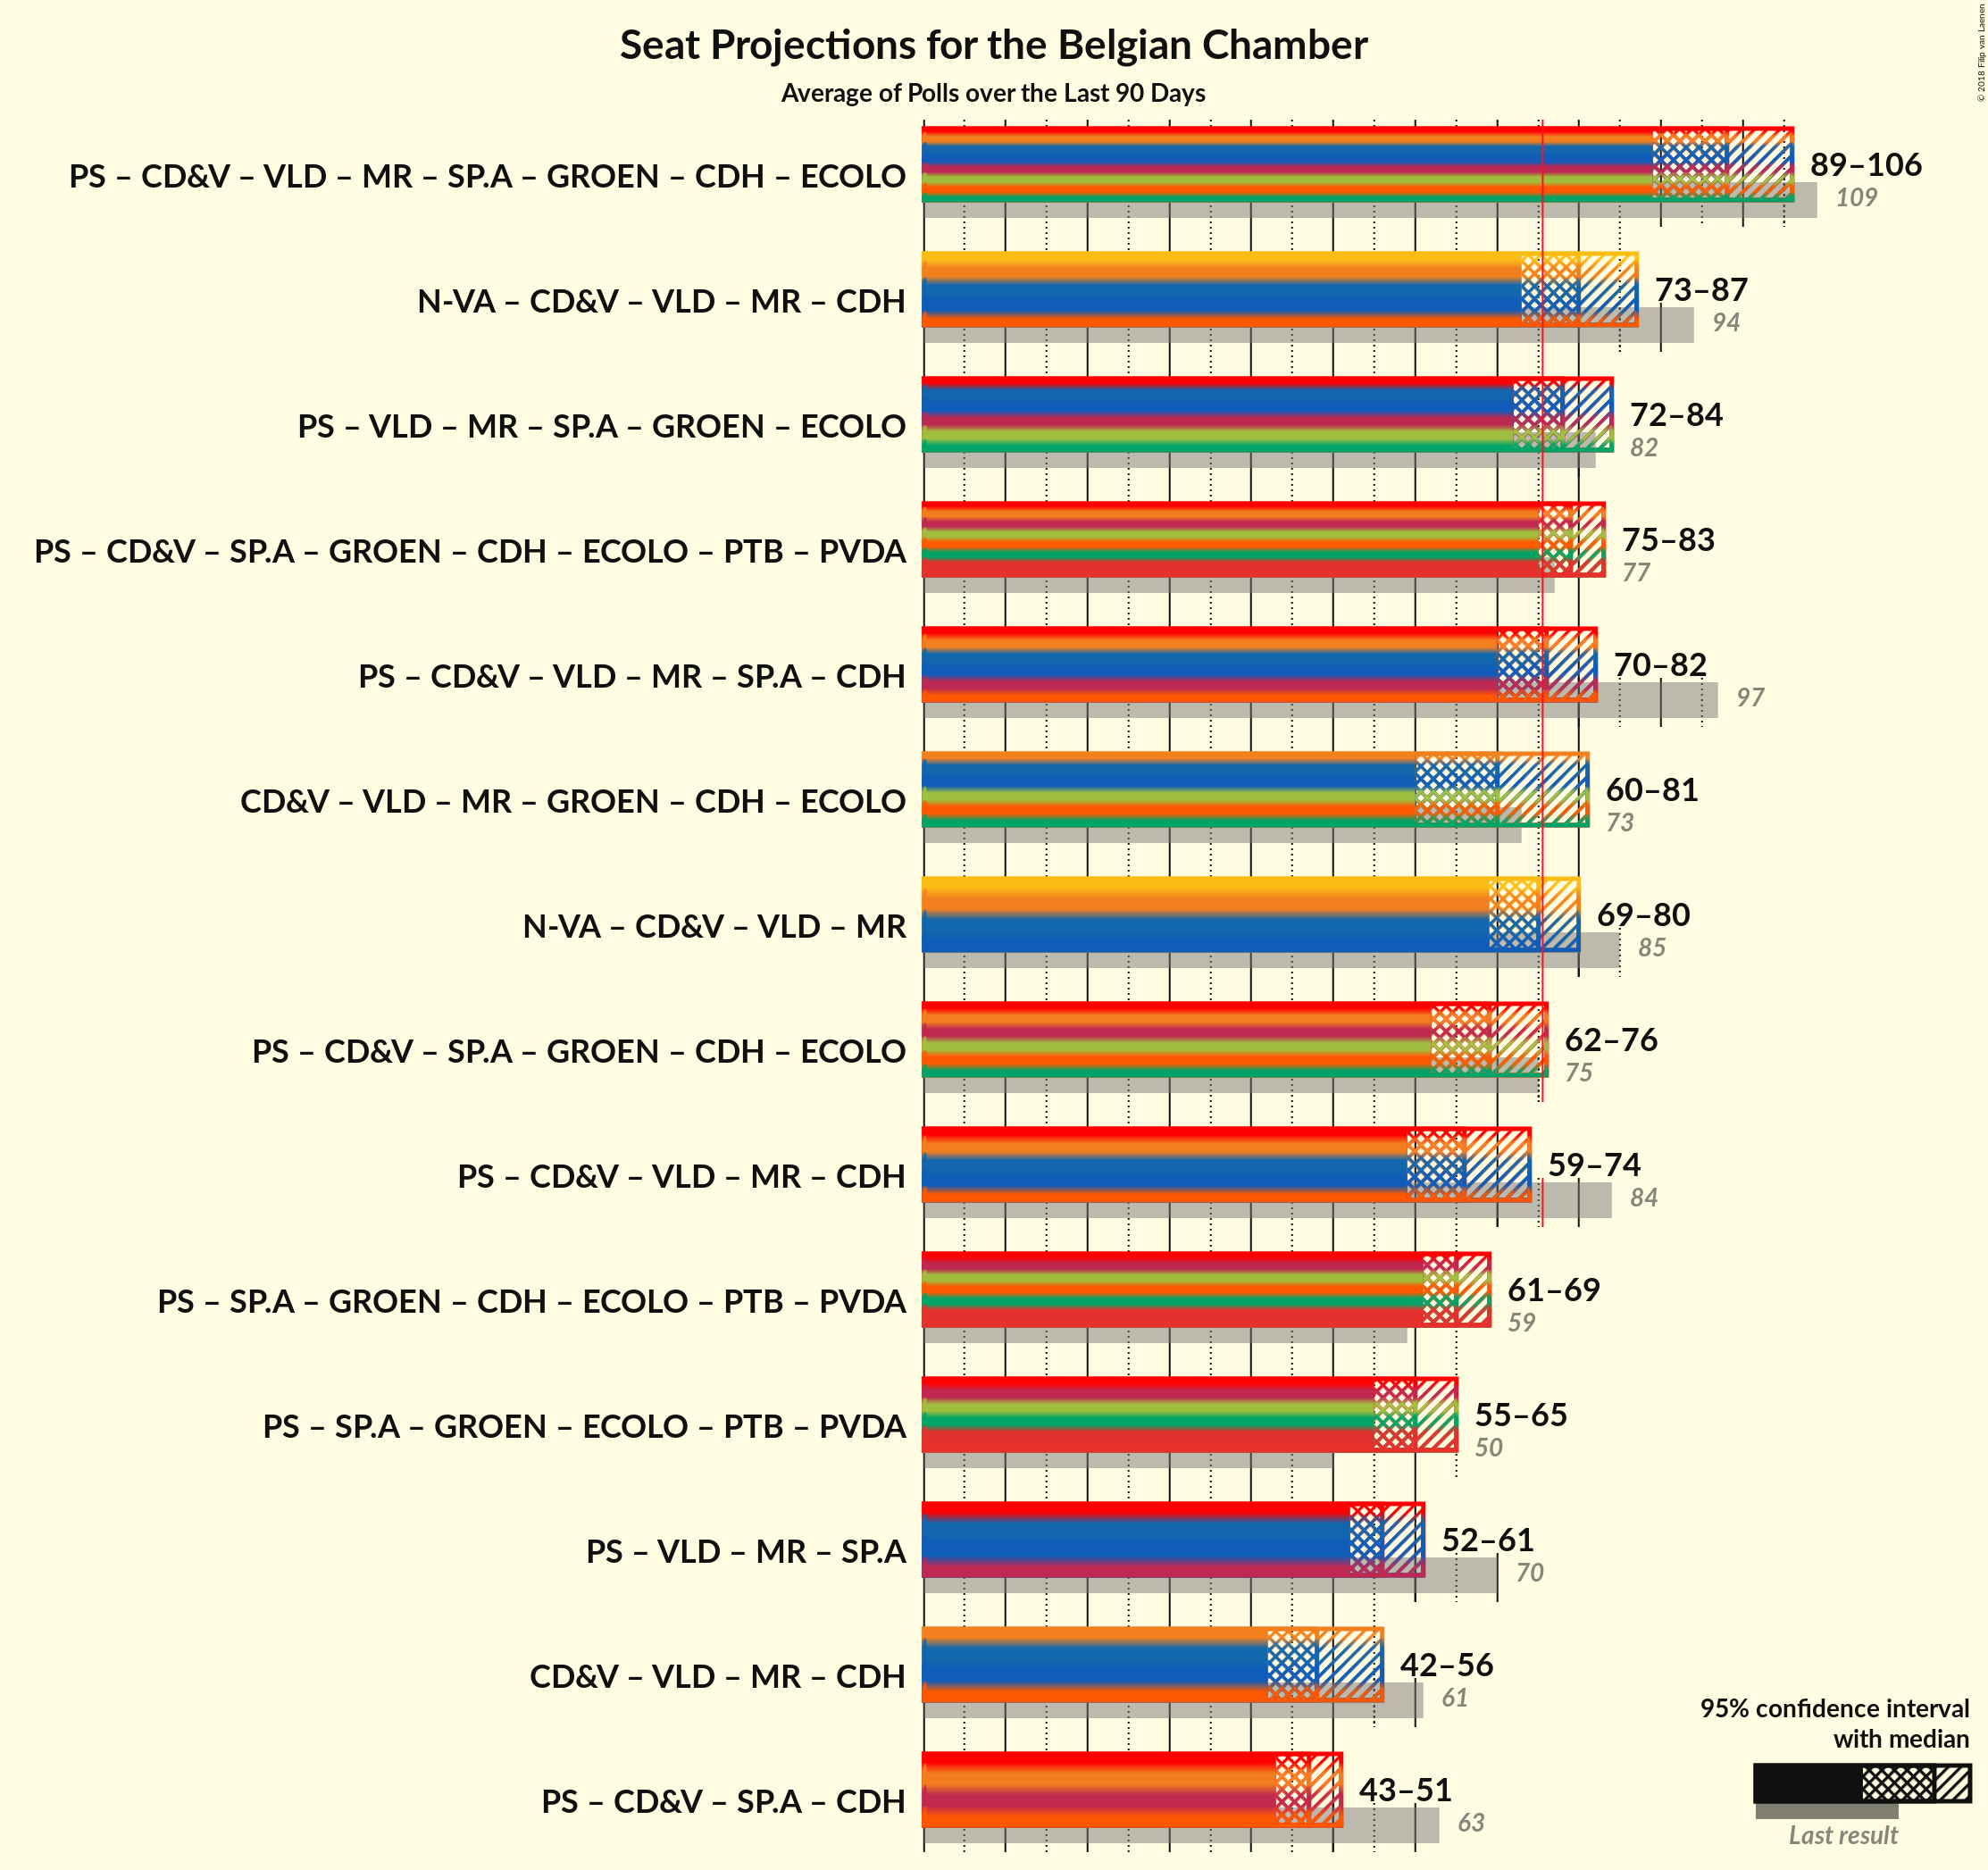 © 2018 Filip van Laenen
Seat Projections for the Belgian Chamber
Average of Polls over the Last 90 Days
PS – CD&V – VLD – MR – SP.A – GROEN – CDH – ECOLO
89–106
109
N-VA – CD&V – VLD – MR – CDH
73–87
94
PS – VLD – MR – SP.A – GROEN – ECOLO
72–84
82
PS – CD&V – SP.A – GROEN – CDH – ECOLO – PTB – PVDA
75–83
77
PS – CD&V – VLD – MR – SP.A – CDH
70–82
97
CD&V – VLD – MR – GROEN – CDH – ECOLO
60–81
73
N-VA – CD&V – VLD – MR
69–80
85
PS – CD&V – SP.A – GROEN – CDH – ECOLO
62–76
75
PS – CD&V – VLD – MR – CDH
59–74
84
PS – SP.A – GROEN – CDH – ECOLO – PTB – PVDA
61–69
59
PS – SP.A – GROEN – ECOLO – PTB – PVDA
55–65
50
PS – VLD – MR – SP.A
52–61
70
CD&V – VLD – MR – CDH
42–56
61
PS – CD&V – SP.A – CDH
43–51
63
95% confidence interval
with median
Last result